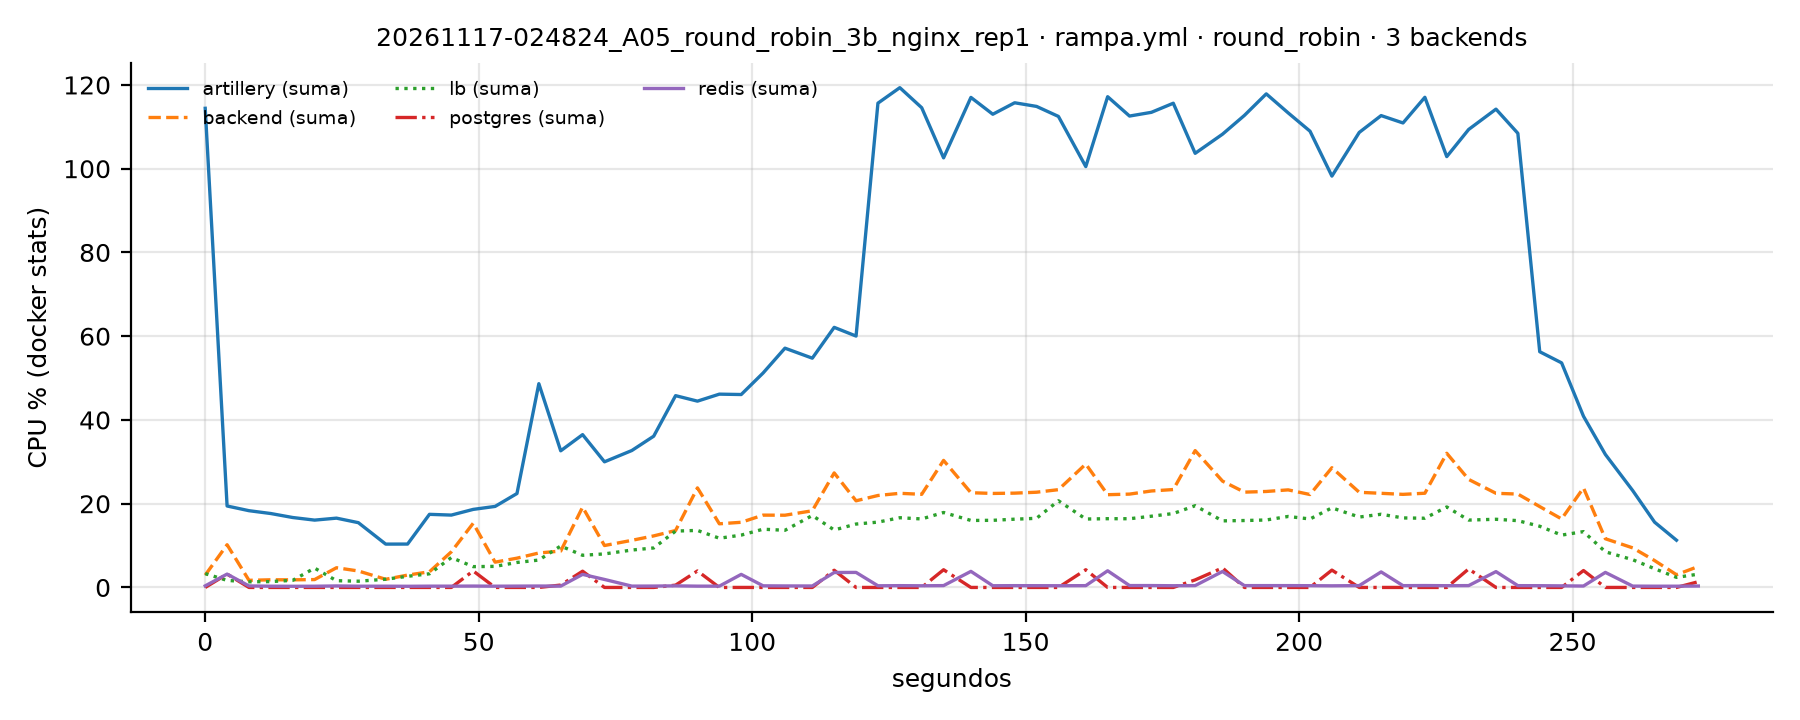 20261117-024824_A05_round_robin_3b_nginx_rep1 · rampa.yml · round_robin · 3 backends
artillery (suma) lb (suma) redis (suma)
backend (suma) postgres (suma)
120
100
80
60
40
20
0
CPU % (docker stats)
0 50 100 150 200 250
segundos